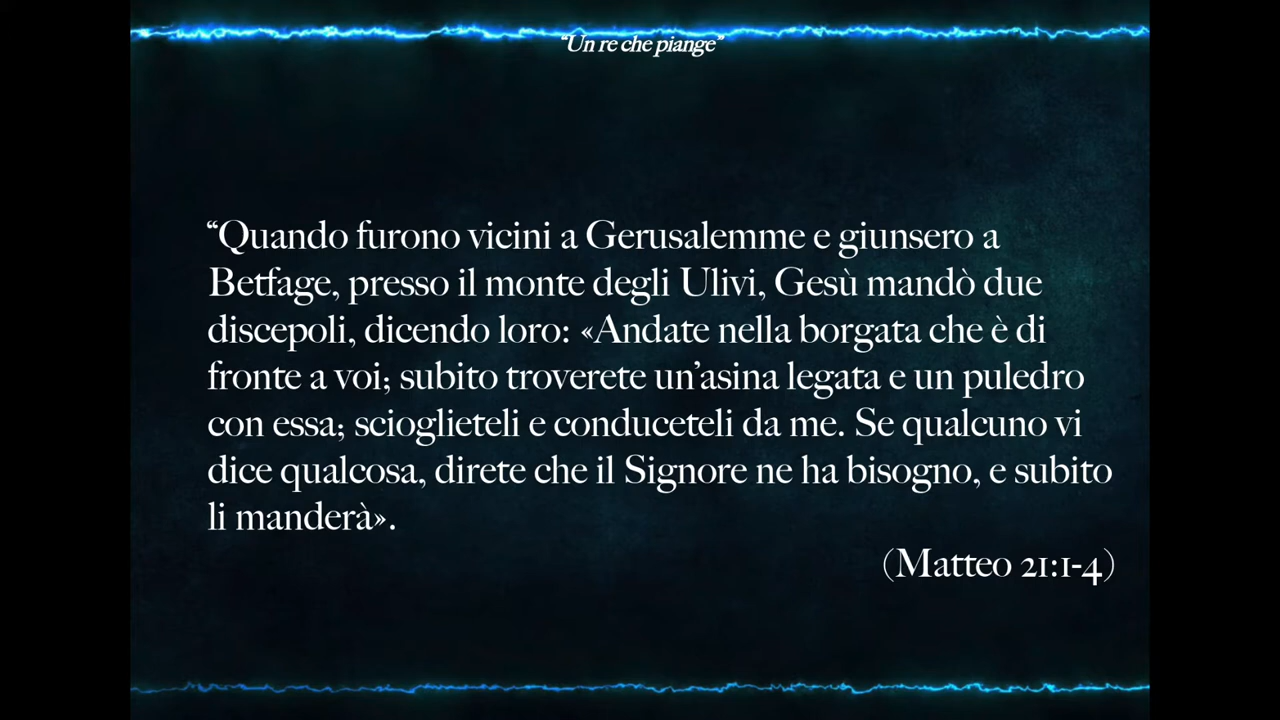 “Un re che piange”
“Quando furono vicini a Gerusalemme e giunsero a
Betfage, presso il monte degli Ulivi, Gesù mandò due
discepoli, dicendo loro: «Andate nella borgata che è di
fronte a voi; subito troverete un’asina legata e un puledro
con essa; scioglieteli e conduceteli da me. Se qualcuno vi
dice qualcosa, direte che il Signore ne ha bisogno, e subito
li manderà».
(Matteo 21:1-4)